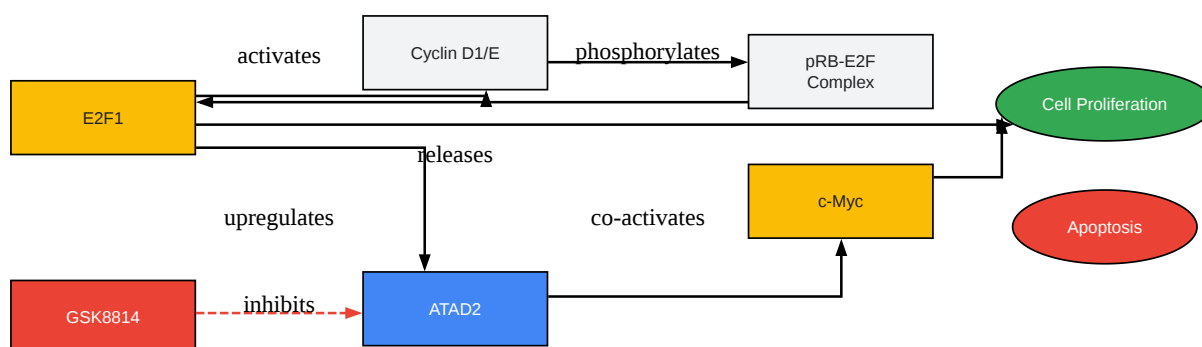 activates
Cyclin D1/E
phosphorylates
pRB-E2F
Complex
E2F1
Cell Proliferation
releases
upregulates
co-activates
c-Myc
Apoptosis
GSK8814
inhibits
ATAD2